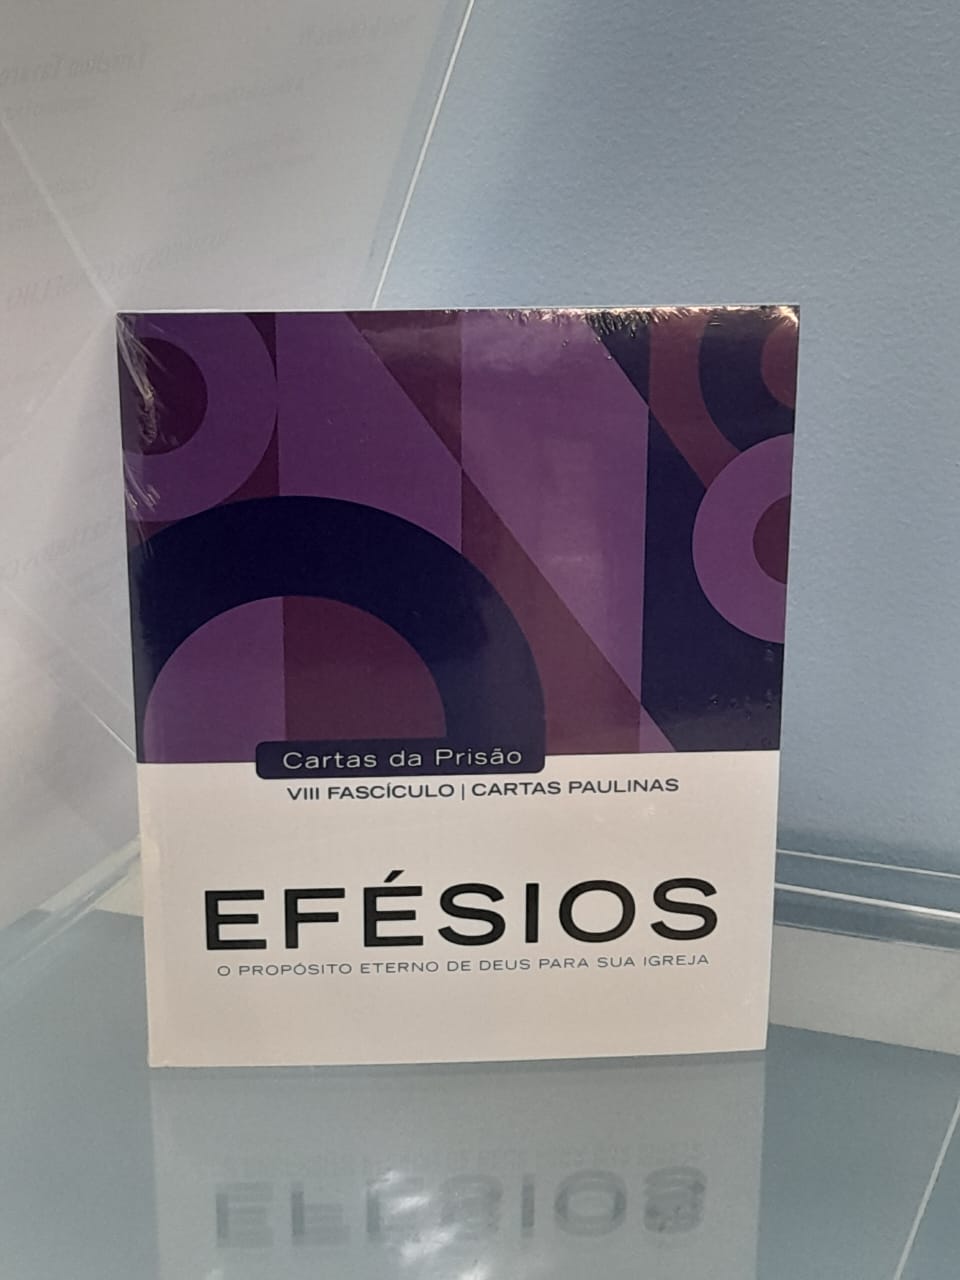 Cartas da Prisão
VIII FASCÍCULO | CARTAS PAULINAS
EFÉSIOS
O PROPÓSITO ETERNO DE DEUS PARA SUA IGREJA